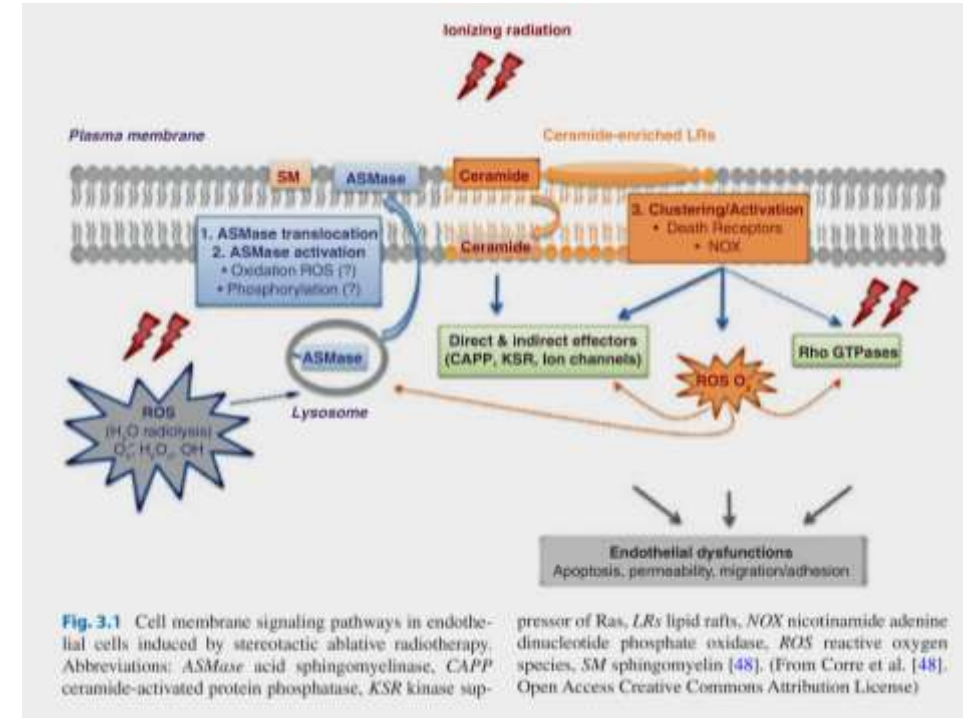 Ionizing radiation
Plasma membrane
Ceramide-enriched LRs
SM
ASMase
Ceramide
1. ASMase translocation
2. ASMase activation
• Oxidation ROS (?)
• Phosphorylation (?)
Ceramide
3. Clustering/Activation
• Death Receptors
• NOX
ASMase
Lysosome
Direct & indirect effectors
(CAPP, KSR, Ion channels)
ROS O
Rho GTPases
ROS
(H₂O radiolysis)
O₂⁻, H₂O₂, OH
Endothelial dysfunctions
Apoptosis, permeability, migration/adhesion
Fig. 3.1 Cell membrane signaling pathways in endothe-
lial cells induced by stereotactic ablative radiotherapy.
Abbreviations: ASMase acid sphingomyelinase, CAPP
ceramide-activated protein phosphatase, KSR kinase sup-
pressor of Ras, LRs lipid rafts, NOX nicotinamide adenine
dinucleotide phosphate oxidase, ROS reactive oxygen
species, SM sphingomyelin [48]. (From Corre et al. [48].
Open Access Creative Commons Attribution License)